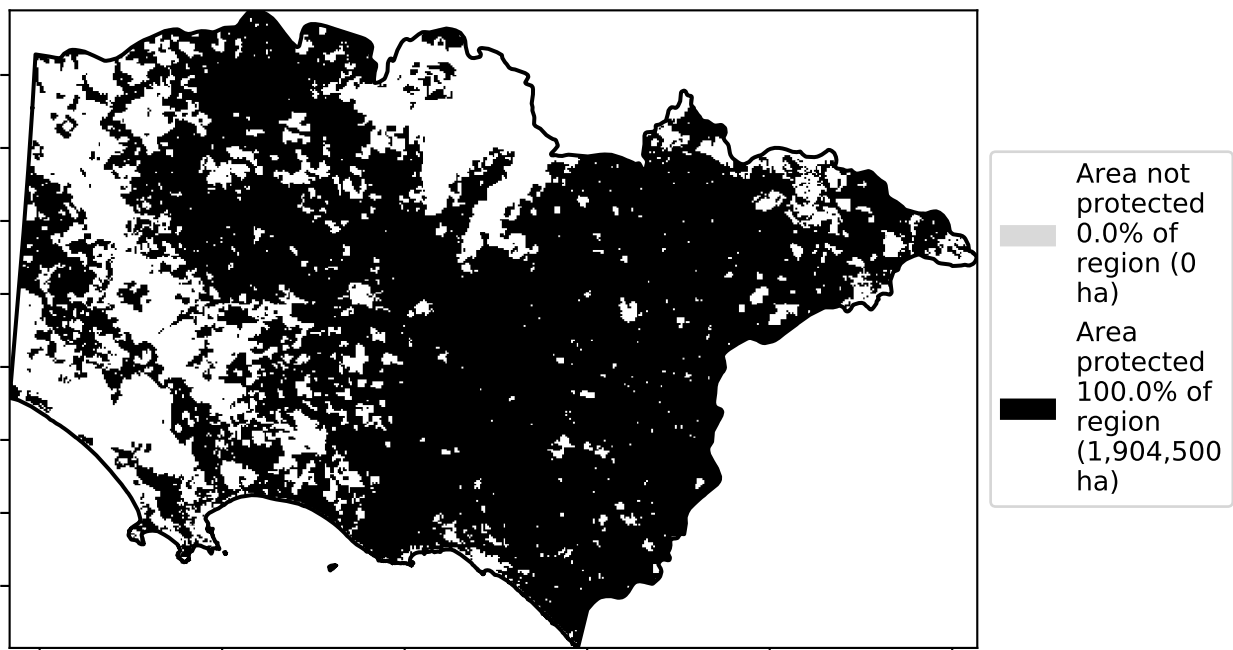 Area not
protected
0.0% of
region (0
ha)
Area
protected
100.0% of
region
(1,904,500
ha)